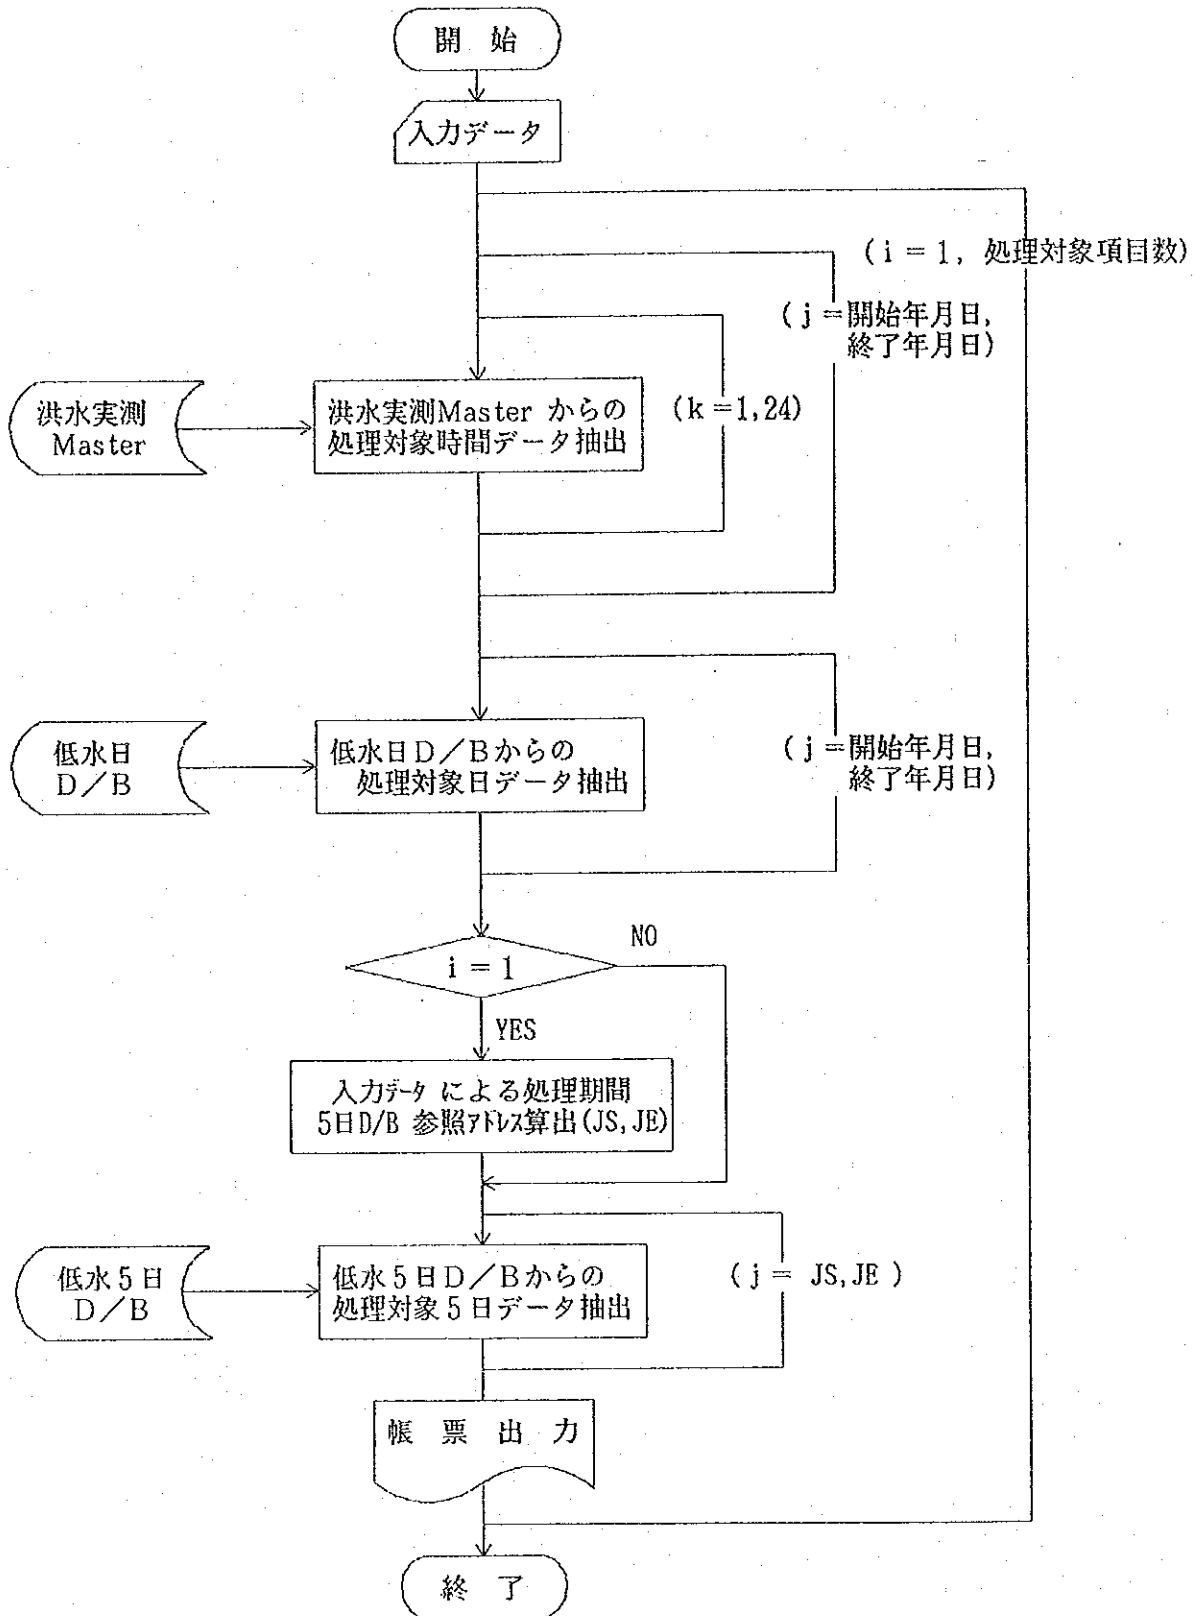 開 始
入力データ
(i=1, 処理対象項目数)
(j=開始年月日,
終了年月日)
洪水実測
Master
洪水実測Master からの
処理対象時間データ抽出
(k=1,24)
低水日
D/B
低水日D/Bからの
処理対象日データ抽出
(j=開始年月日,
終了年月日)
i=1
NO
YES
入力データ による処理期間
5日D/B 参照アドレス算出(JS,JE)
低水5日
D/B
低水5日D/Bからの
処理対象5日データ抽出
(j= JS,JE )
帳 票 出 力
終 了